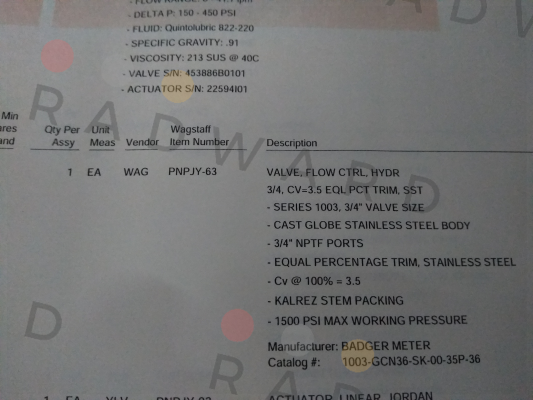 - DELTA P: 150 - 450 PSI
- FLUID: Quintolubric 822-220
- SPECIFIC GRAVITY: .91
- VISCOSITY: 213 SUS @ 40C
- VALVE S/N: 453886B0101
- ACTUATOR S/N: 22594I01
Min Qty Per Unit Wagstaff
Assy Meas Vendor Item Number Description
1 EA WAG PNPJY-63 VALVE, FLOW CTRL, HYDR
3/4, CV=3.5 EQL PCT TRIM, SST
- SERIES 1003, 3/4" VALVE SIZE
- CAST GLOBE STAINLESS STEEL BODY
- 3/4" NPTF PORTS
- EQUAL PERCENTAGE TRIM, STAINLESS STEEL
- Cv @ 100% = 3.5
- KALREZ STEM PACKING
- 1500 PSI MAX WORKING PRESSURE
Manufacturer: BADGER METER
Catalog #: 1003-GCN36-SK-00-35P-36
1 EA ACTUATOR, LINEAR, JORDAN
RADWARD